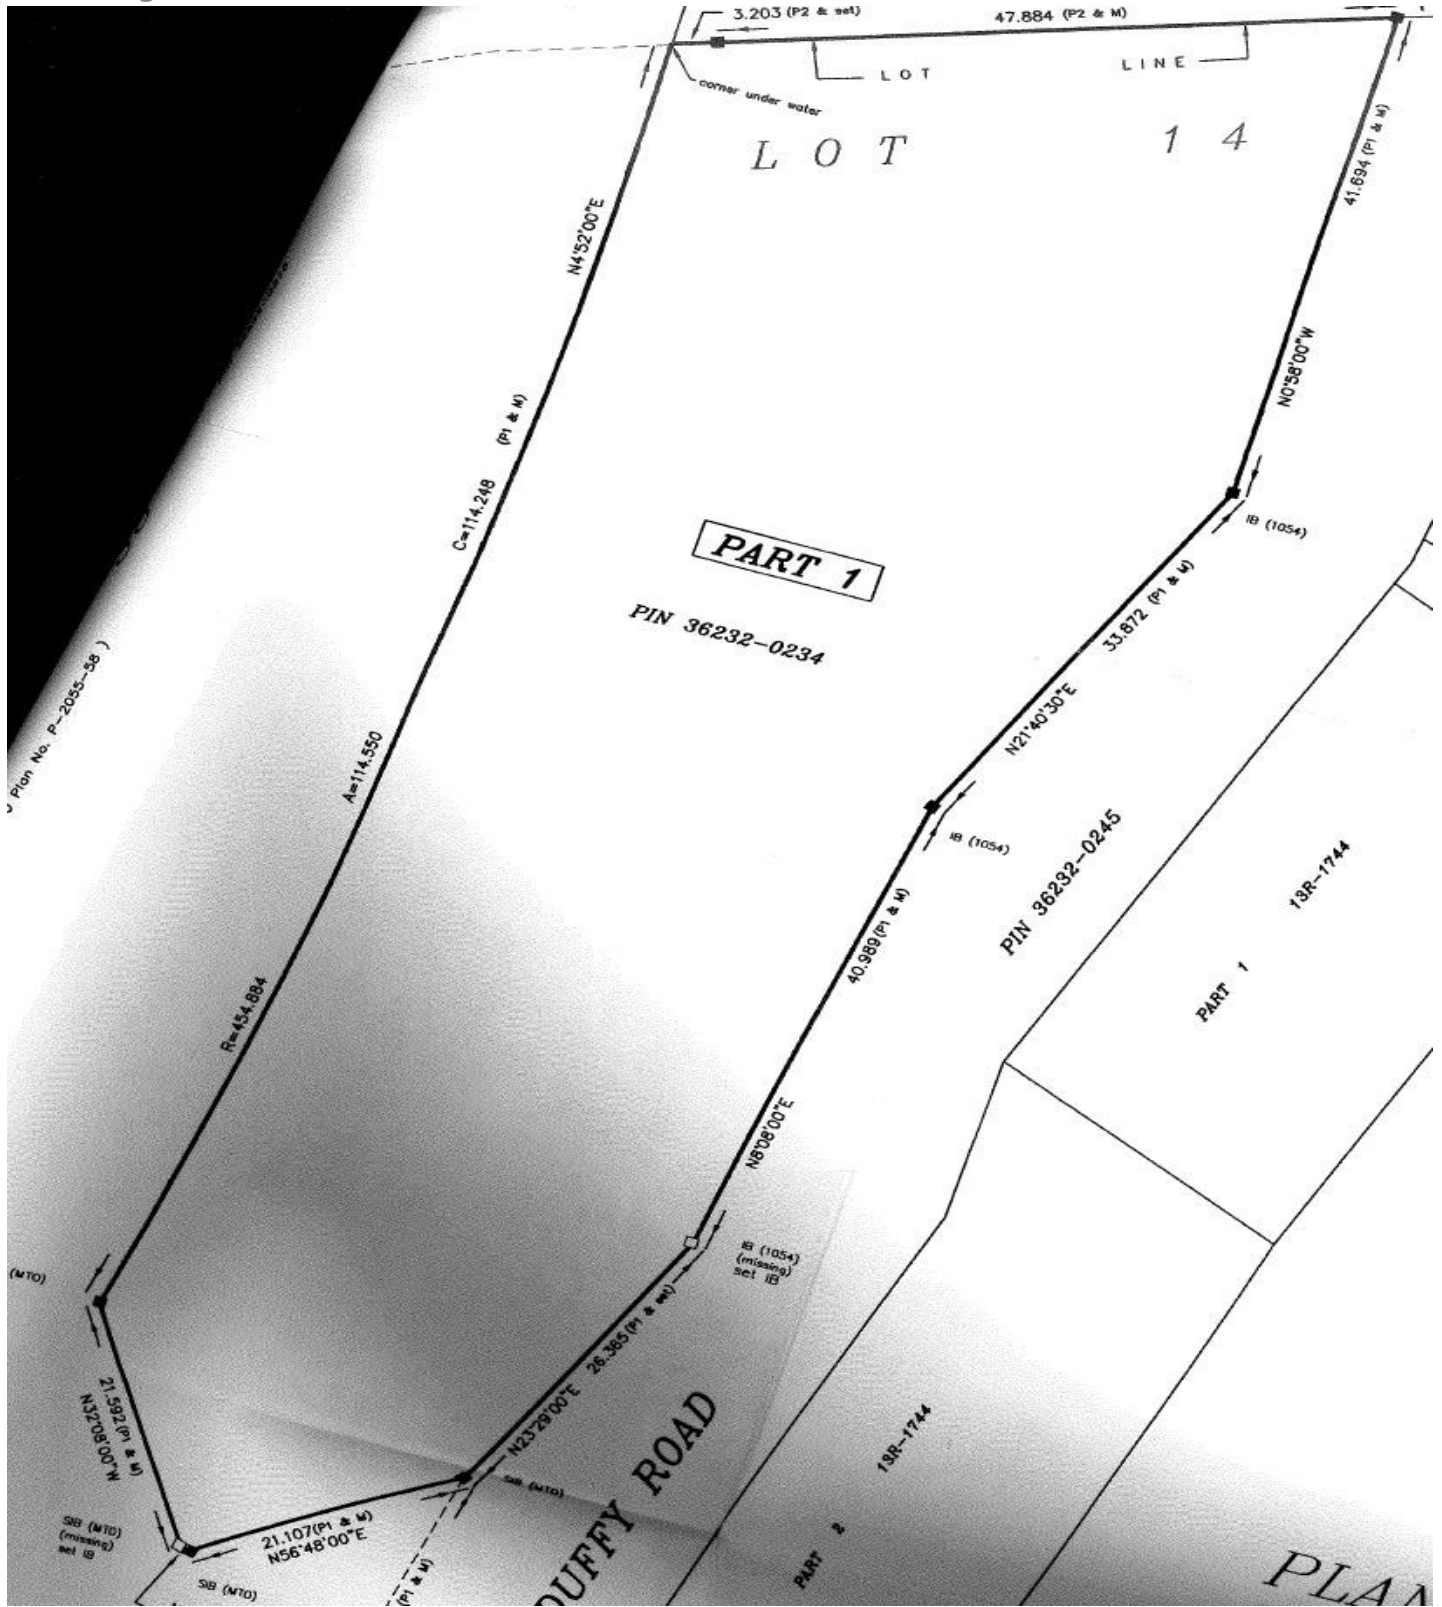 3.203 (P2 & set)
47.884 (P2 & M)
LOT
LINE
corner under water
LOT 14
41.694 (P1 & M)
N4°52'00"E
N0°58'00"W
(P1 & M)
C=114.248
IB (1054)
PART 1
PIN 36232-0234
33.872 (P1 & M)
N21°40'30"E
Plan No. P-2055-58 )
A=114.550
IB (1054)
PIN 36232-0245
13R-1744
40.989(P1 & M)
PART 1
R=454.884
N8°08'00"E
IB (1054)
(missing)
set IB
(MTO)
26.365(P1 & set)
N23°29'00"E
21.592(P1 & M)
N32°08'00"W
DUFFY ROAD
13R-1744
SIB (MTO)
SIB (MTO)
(missing)
set IB
21.107(P1 & M)
N56°48'00"E
SIB (MTO)
(P1 & M)
PART 2
PLAN